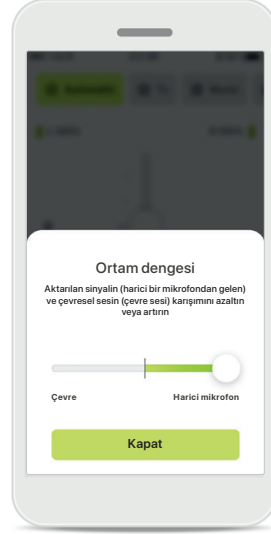 Ortam dengesi
Aktarılan sinyalin (harici bir mikrofondan gelen)
ve çevresel sesin (çevre sesi) karışımını azaltın
veya artırın
Çevre
Harici mikrofon
Kapat